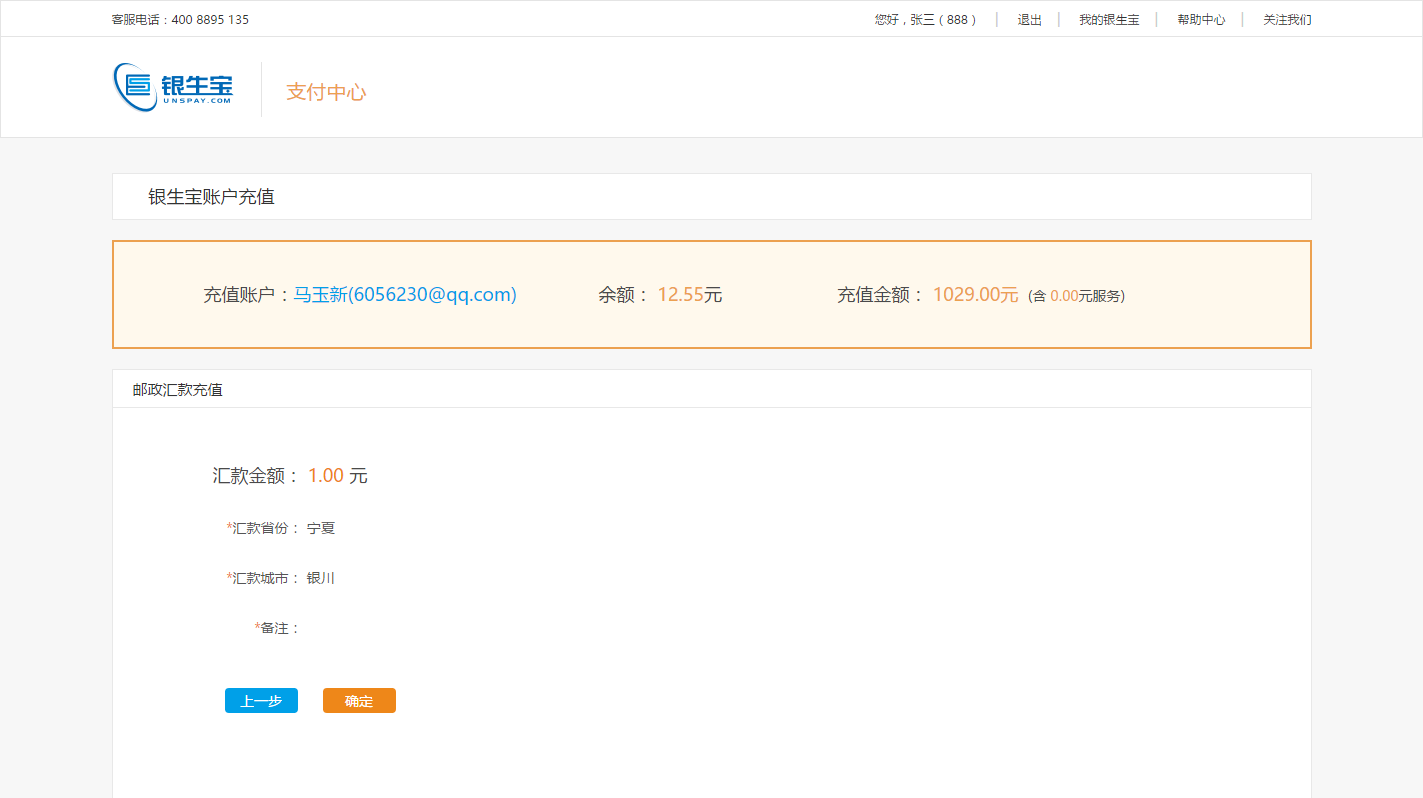 客服电话：400 8895 135 您好，张三（888） | 退出 | 我的银生宝 | 帮助中心 | 关注我们
银生宝
UNSPAY.COM
支付中心
银生宝账户充值
充值账户：马玉新(6056230@qq.com) 余额： 12.55元 充值金额： 1029.00元 (含 0.00元服务)
邮政汇款充值
汇款金额： 1.00 元
*汇款省份： 宁夏
*汇款城市： 银川
*备注：
上一步 确定